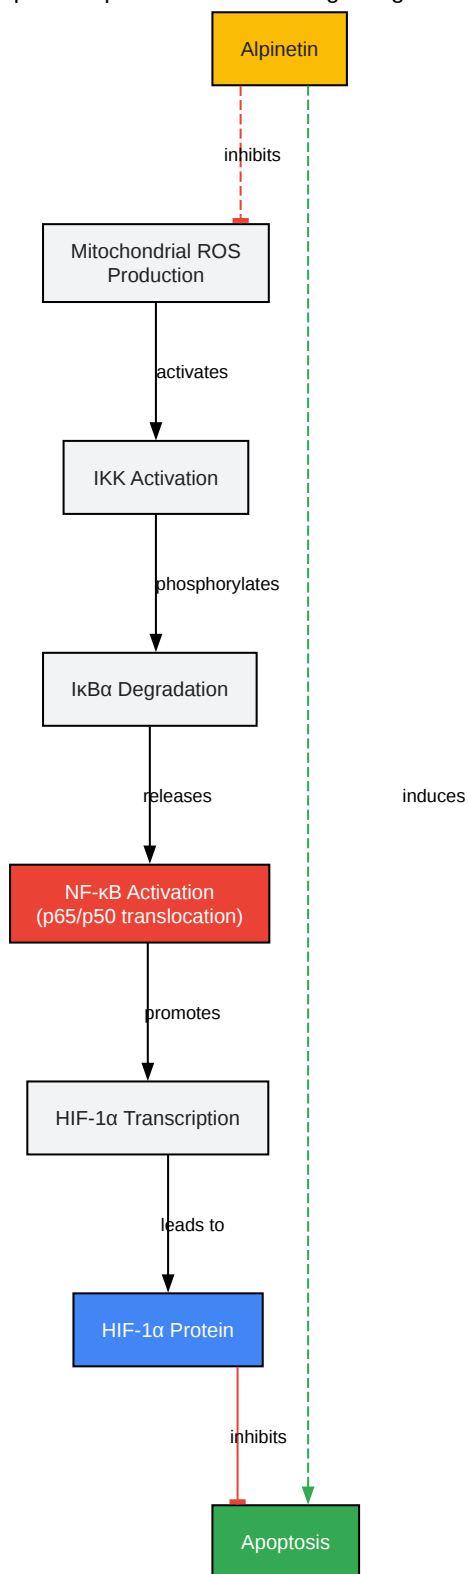 Alpinetin
inhibits
Mitochondrial ROS
Production
activates
IKK Activation
phosphorylates
IκBα Degradation
releases
induces
NF-κB Activation
(p65/p50 translocation)
promotes
HIF-1α Transcription
leads to
HIF-1α Protein
inhibits
Apoptosis